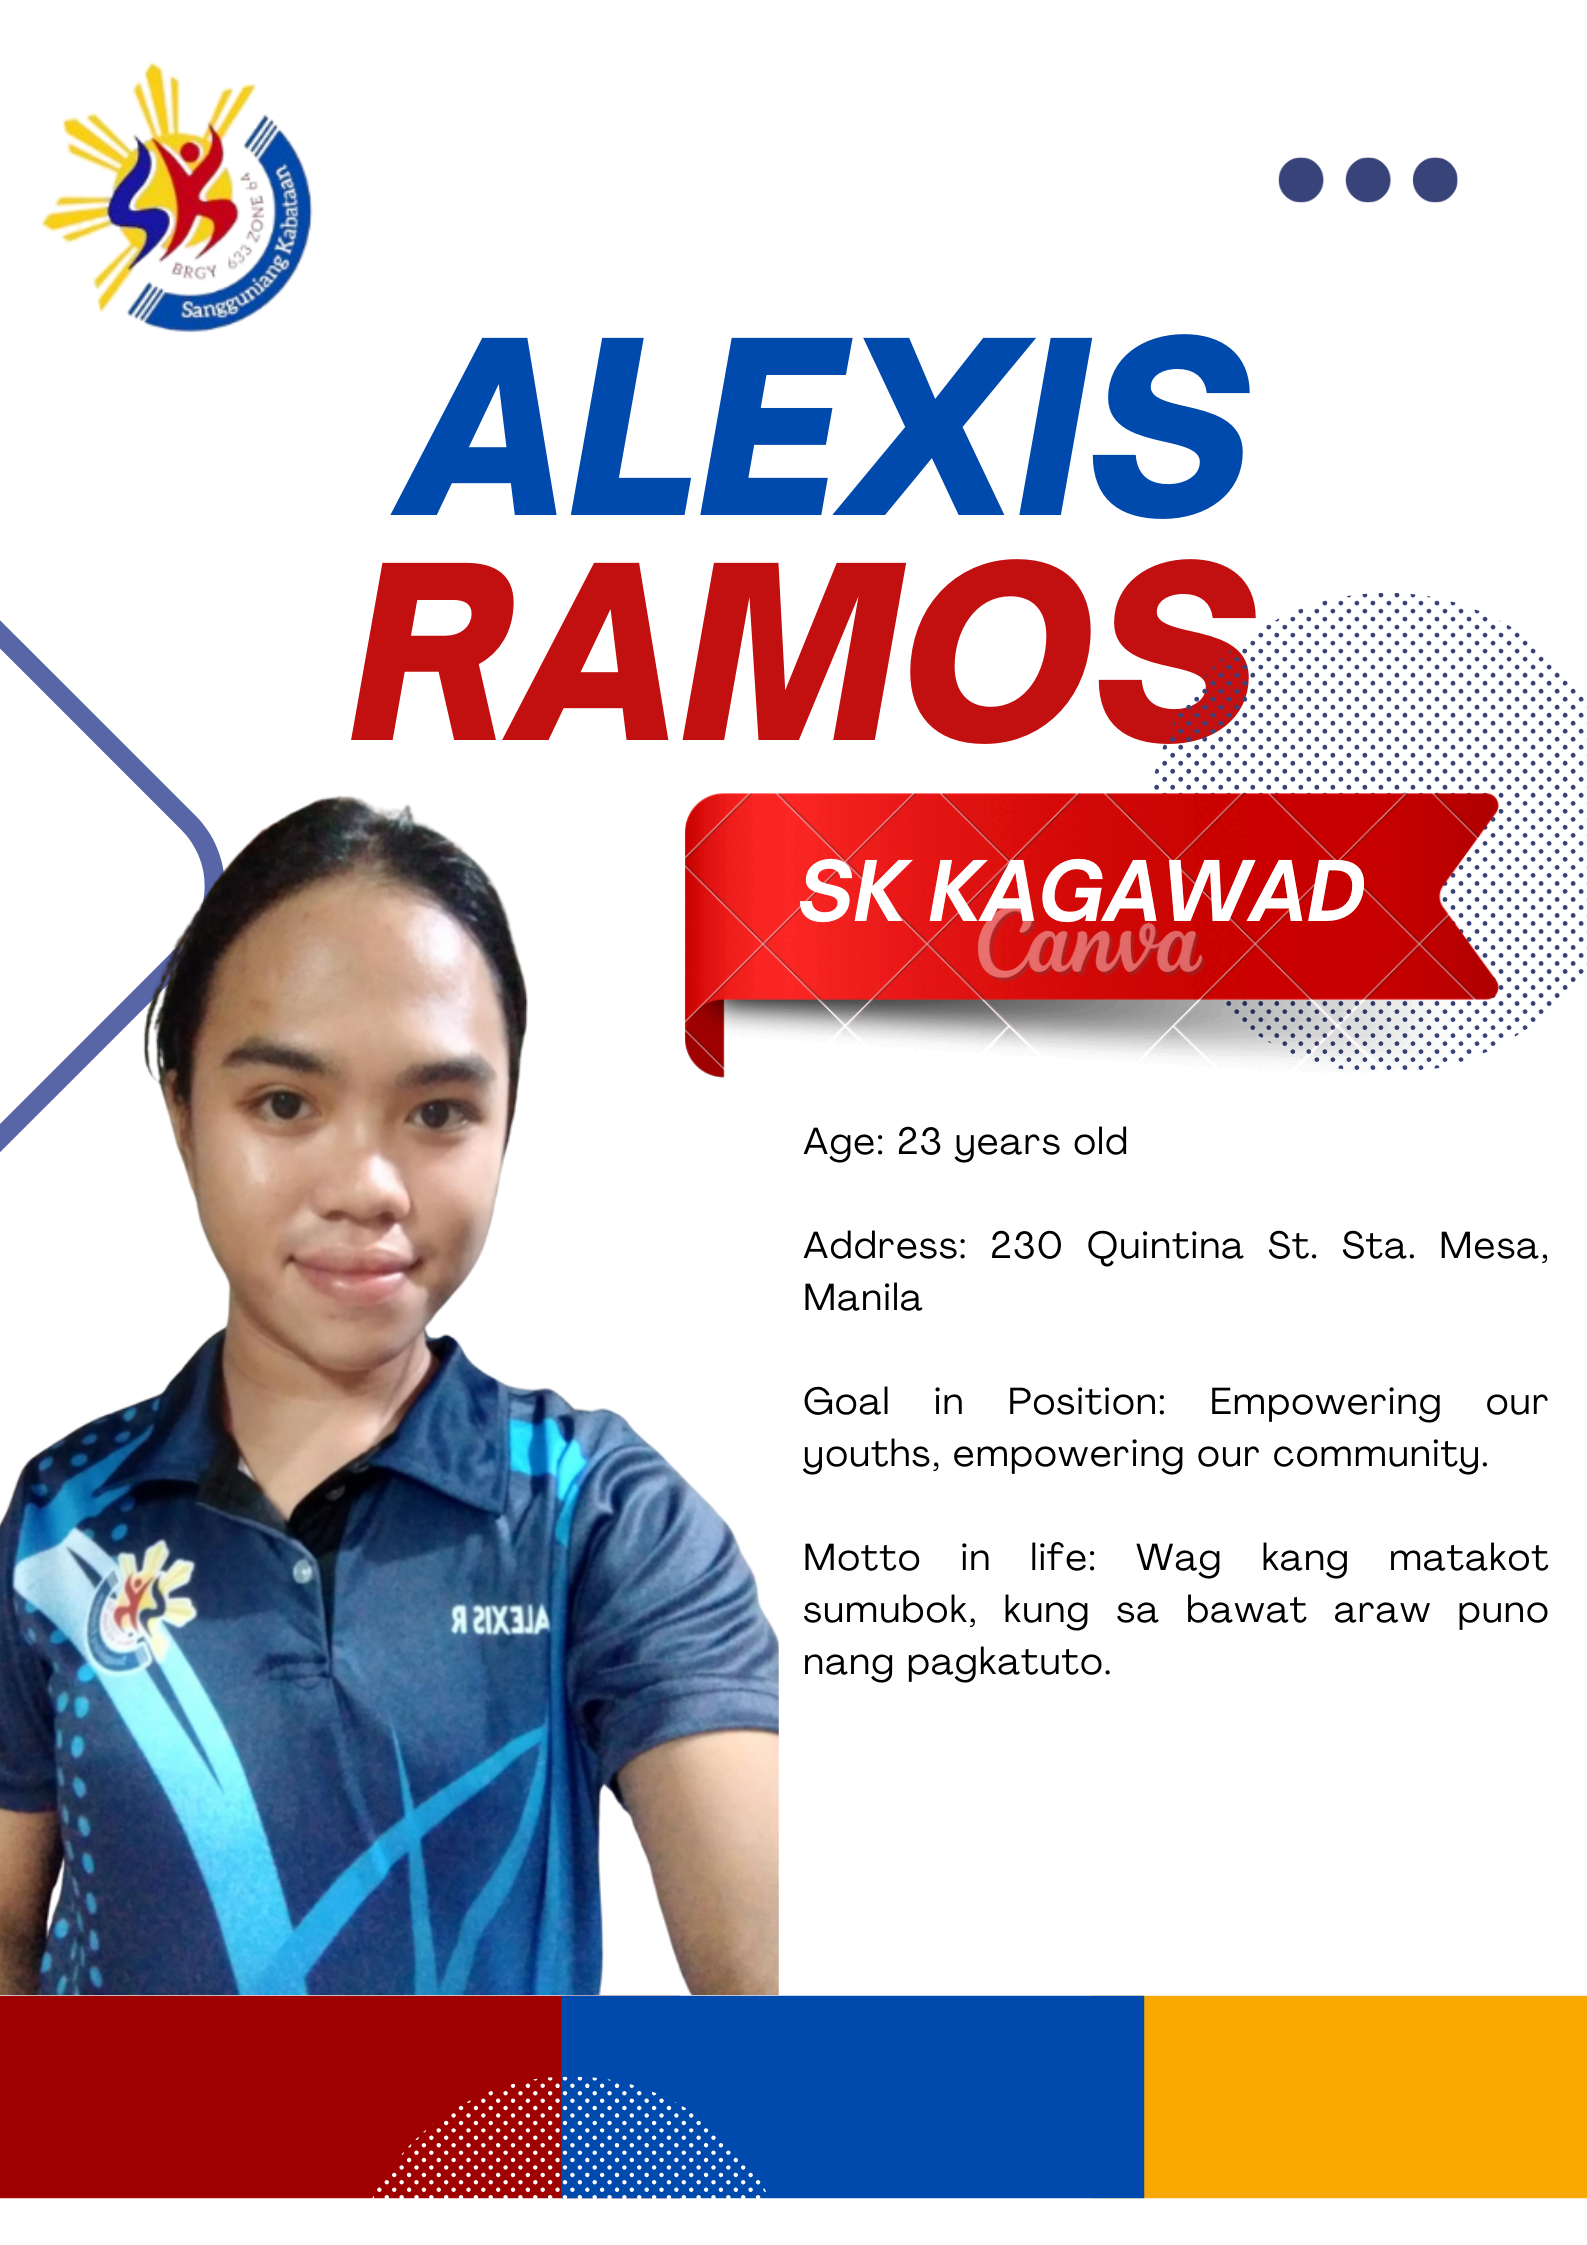 BRGY 633 ZONE 64
Sangguniang Kabataan
ALEXIS
RAMOS
SK KAGAWAD
Canva
Age: 23 years old
Address: 230 Quintina St. Sta. Mesa,
Manila
Goal in Position: Empowering our
youths, empowering our community.
Motto in life: Wag kang matakot
sumubok, kung sa bawat araw puno
nang pagkatuto.
ALEXIS R